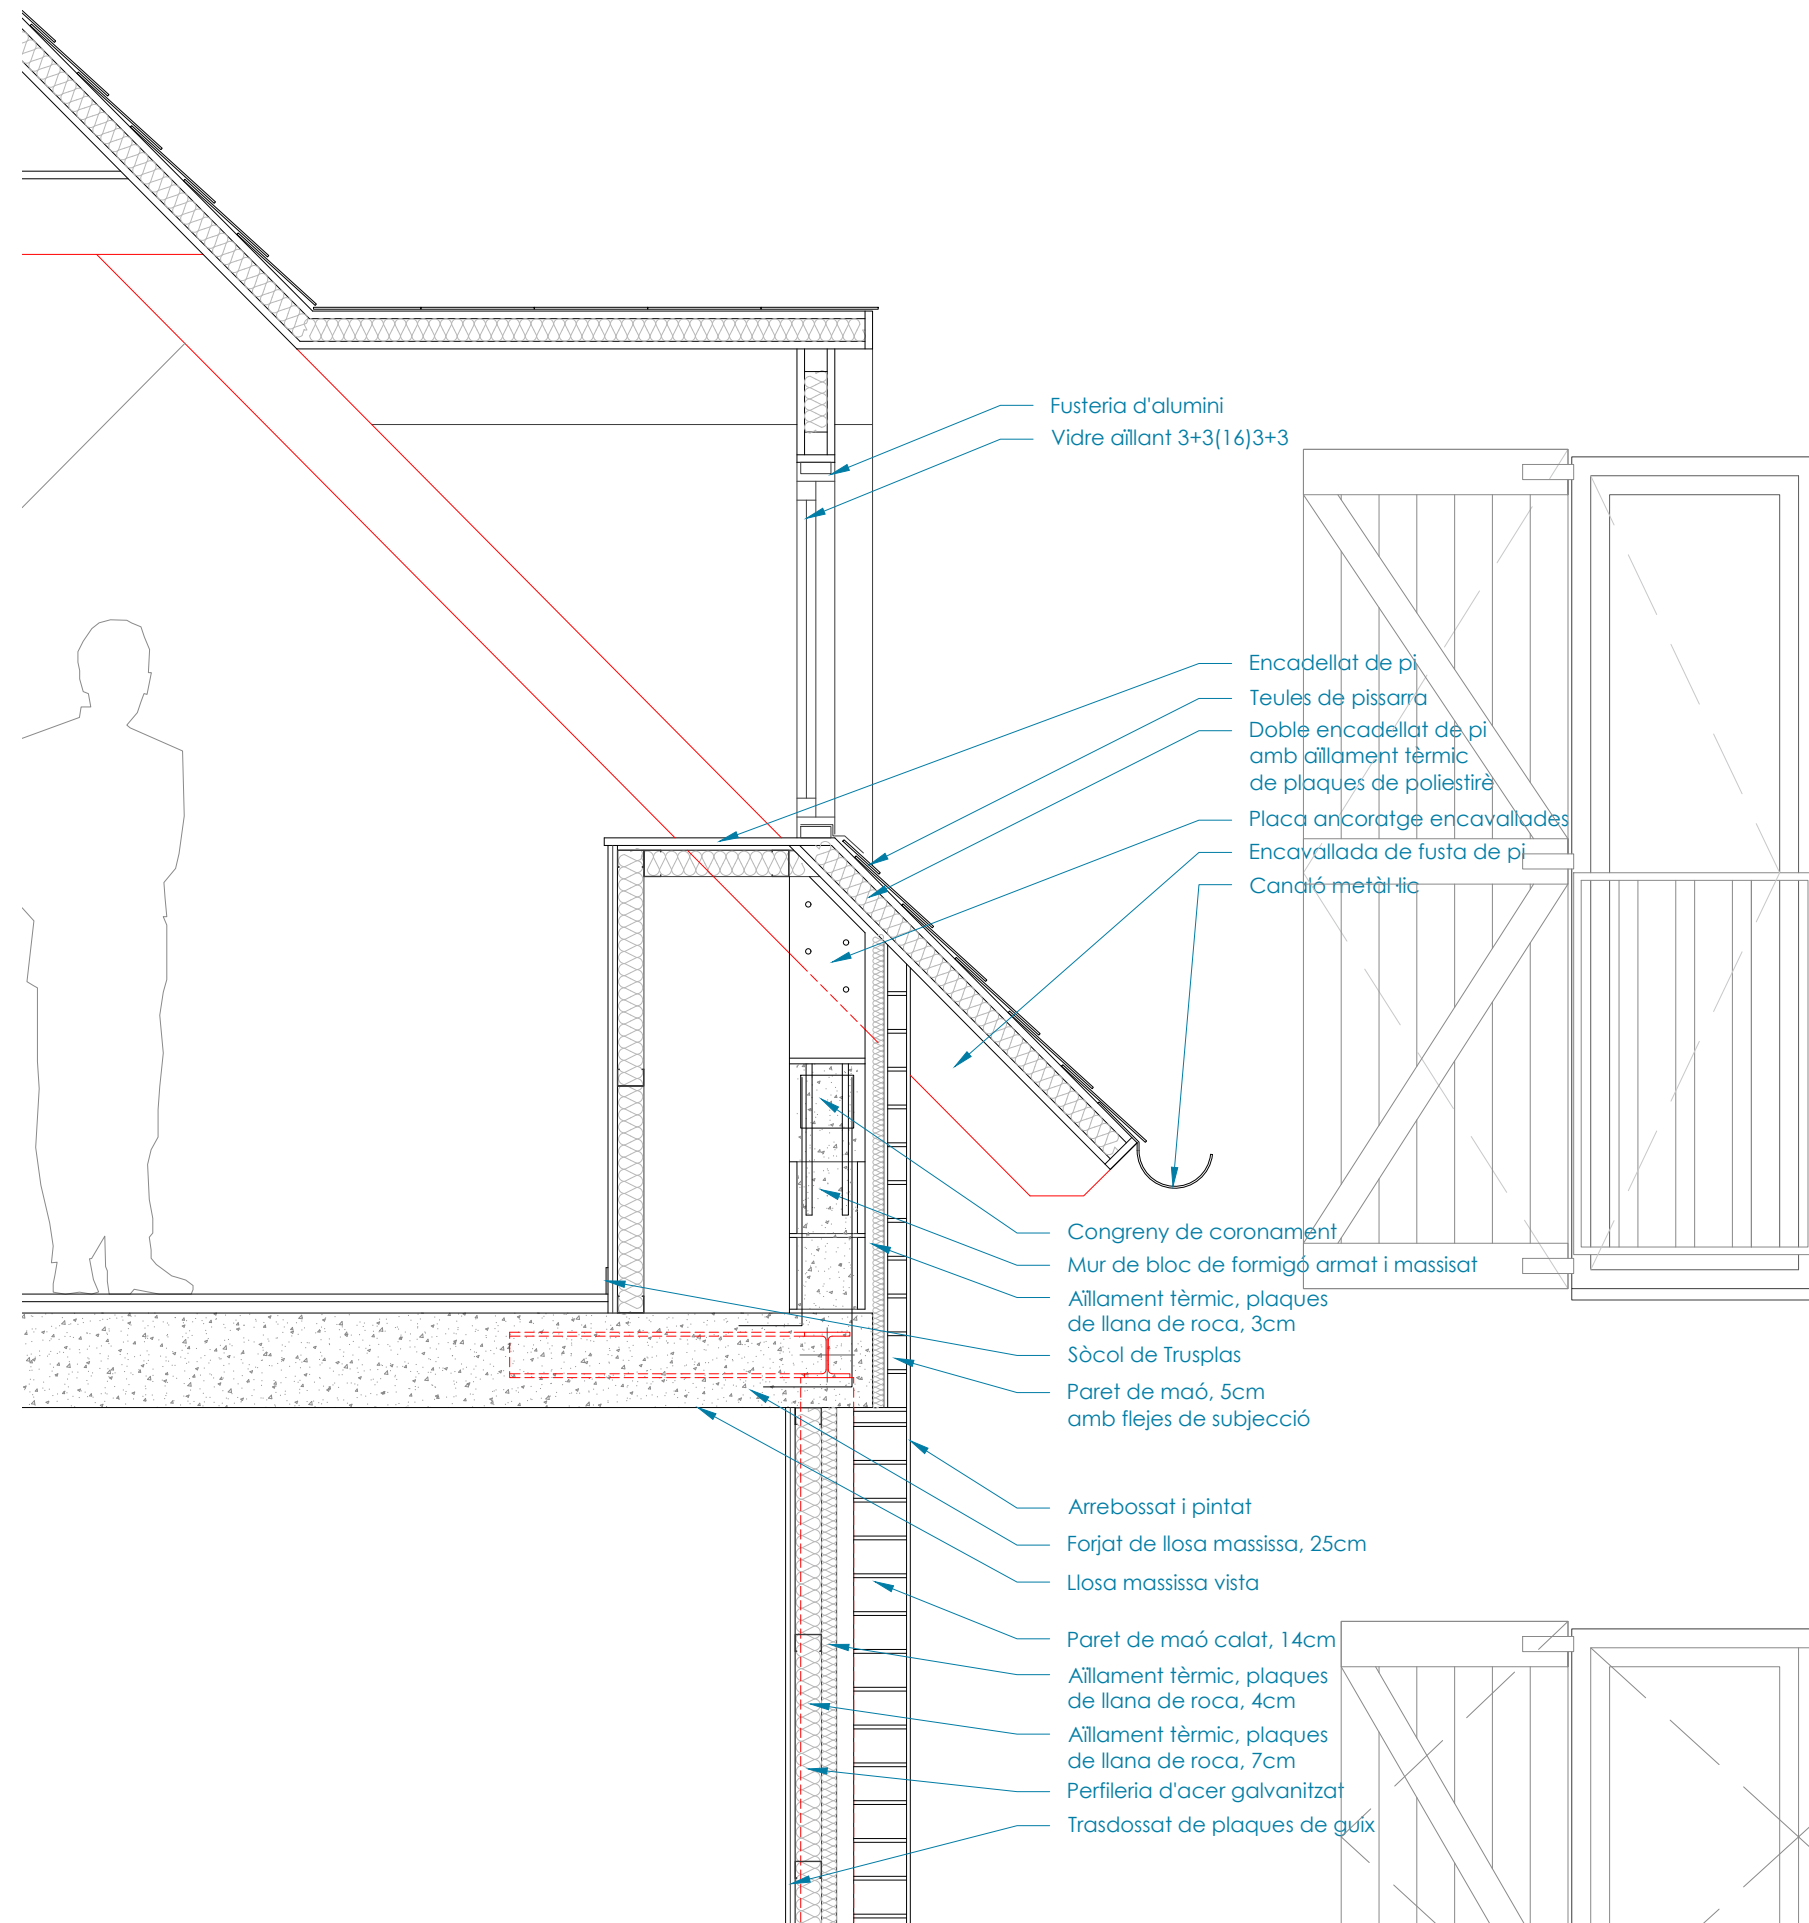 Fusteria d'alumini
Vidre aïllant 3+3(16)3+3
Encadellat de pi
Teules de pissarra
Doble encadellat de pi
amb aïllament tèrmic
de plaques de poliestirè
Placa ancoratge encavallades
Encavallada de fusta de pi
Canaló metàl·lic
Congreny de coronament
Mur de bloc de formigó armat i massisat
Aïllament tèrmic, plaques
de llana de roca, 3cm
Sòcol de Trusplas
Paret de maó, 5cm
amb flejes de subjecció
Arrebossat i pintat
Forjat de llosa massissa, 25cm
Llosa massissa vista
Paret de maó calat, 14cm
Aïllament tèrmic, plaques
de llana de roca, 4cm
Aïllament tèrmic, plaques
de llana de roca, 7cm
Perfileria d'acer galvanitzat
Trasdossat de plaques de guix